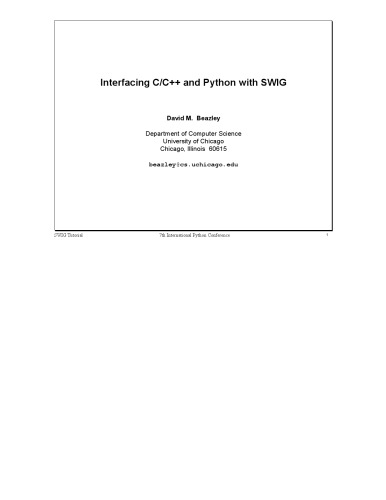 Interfacing C/C++ and Python with SWIG
David M. Beazley
Department of Computer Science
University of Chicago
Chicago, Illinois 60615
beazley@cs.uchicago.edu
SWIG Tutorial 7th International Python Conference 1